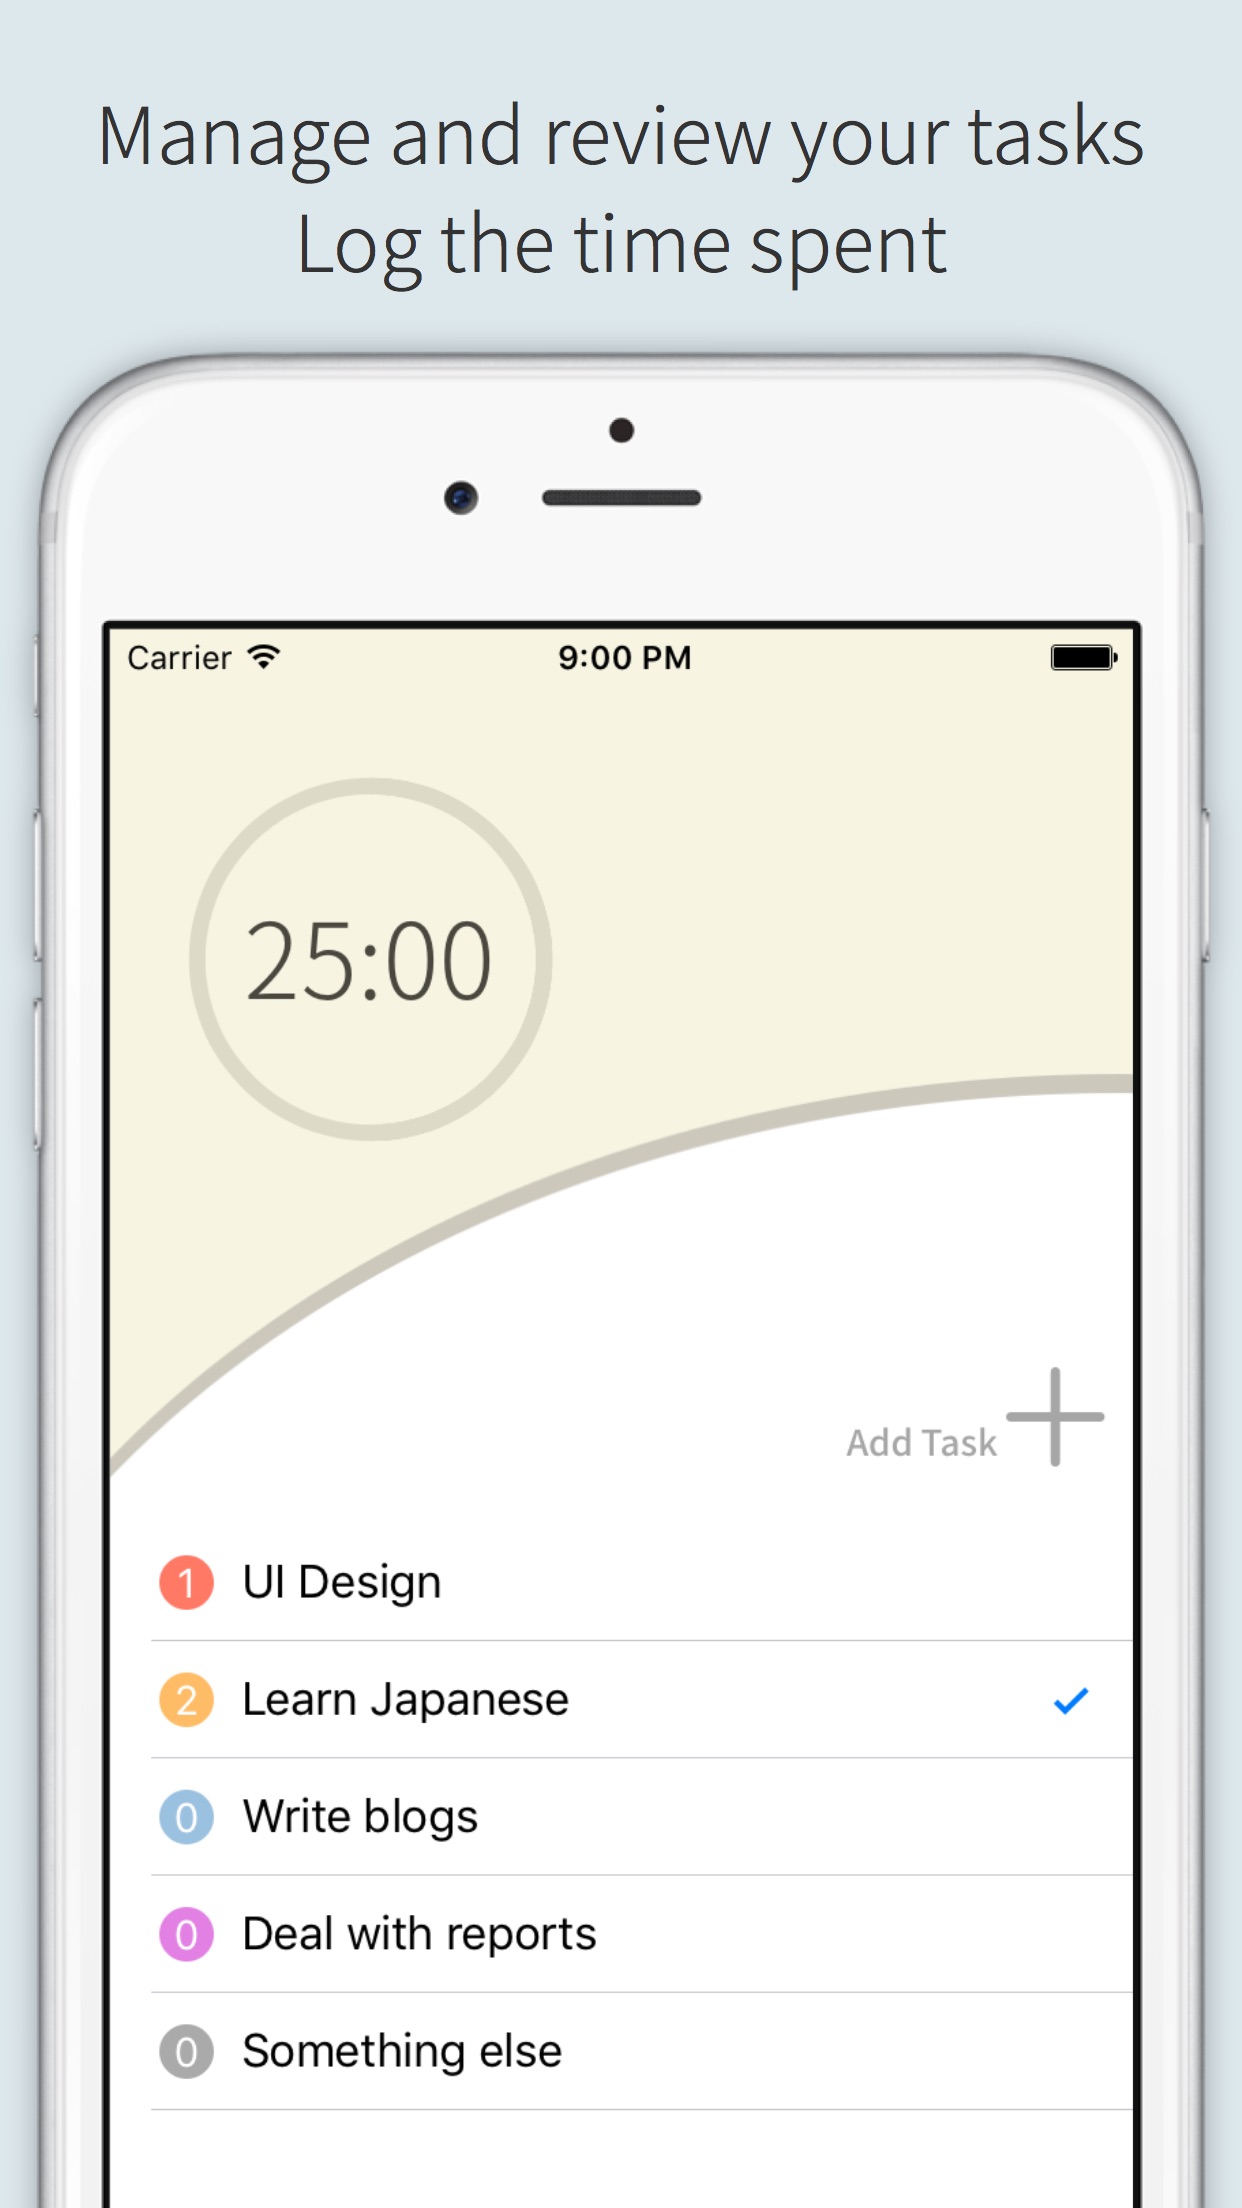 Manage and review your tasks
Log the time spent
Carrier 9:00 PM
25:00
Add Task
1 UI Design
2 Learn Japanese
0 Write blogs
0 Deal with reports
0 Something else